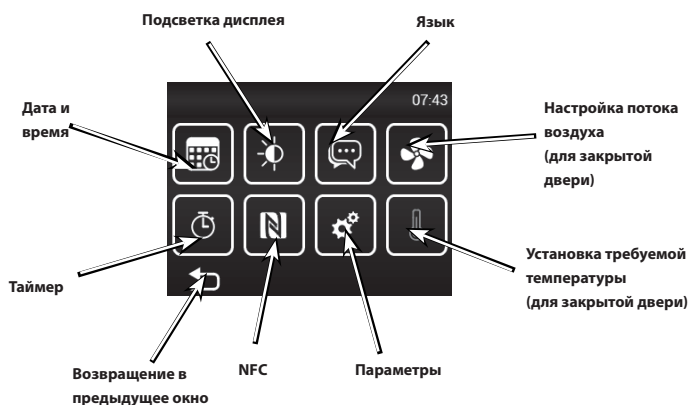 Подсветка дисплея
Язык
07:43
Дата и
время
Настройка потока
воздуха
(для закрытой
двери)
Таймер
Установка требуемой
температуры
(для закрытой двери)
Возвращение в
предыдущее окно
NFC
Параметры